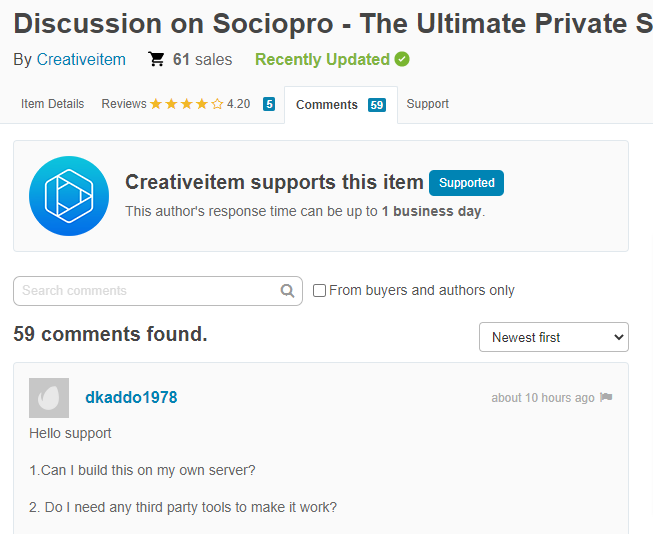 Discussion on Sociopro - The Ultimate Private S
By Creativeitem 61 sales Recently Updated
Item Details Reviews 4.20 5 Comments 59 Support
Creativeitem supports this item Supported
This author's response time can be up to 1 business day.
Search comments From buyers and authors only
59 comments found. Newest first
dkaddo1978 about 10 hours ago
Hello support
1.Can I build this on my own server?
2. Do I need any third party tools to make it work?